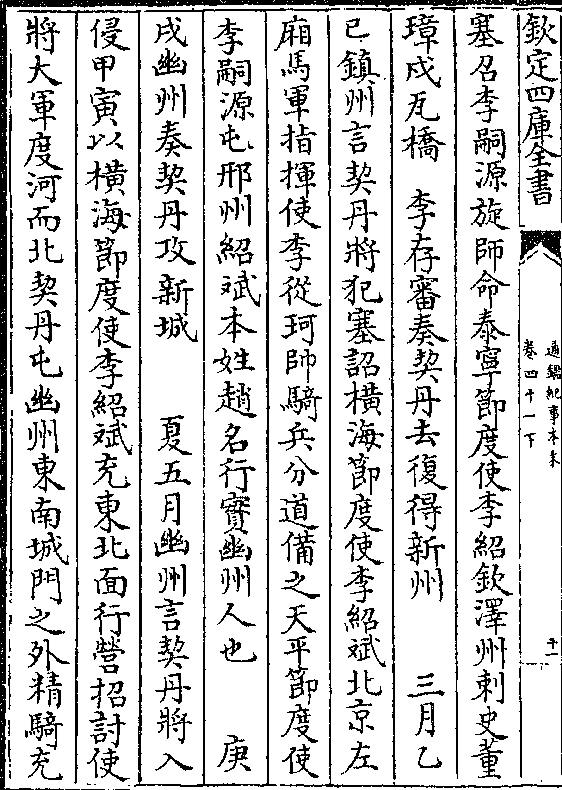 欽定四庫全書
通鑑紀事本末
卷四十一下
十一
塞召李嗣源旋師命泰寧節度使李紹欽澤州刺史董
璋戍瓦橋　李存審奏契丹去復得新州　三月乙
巳鎮州言契丹將犯塞詔横海節度使李紹斌北京左
廂馬軍指揮使李從珂帥騎兵分道備之天平節度使
李嗣源屯邢州紹斌本姓趙名行實幽州人也　庚
戌幽州奏契丹攻新城　夏五月幽州言契丹將入
侵甲寅以横海節度使李紹斌充東北面行營招討使
將大軍度河而北契丹屯幽州東南城門之外精騎充